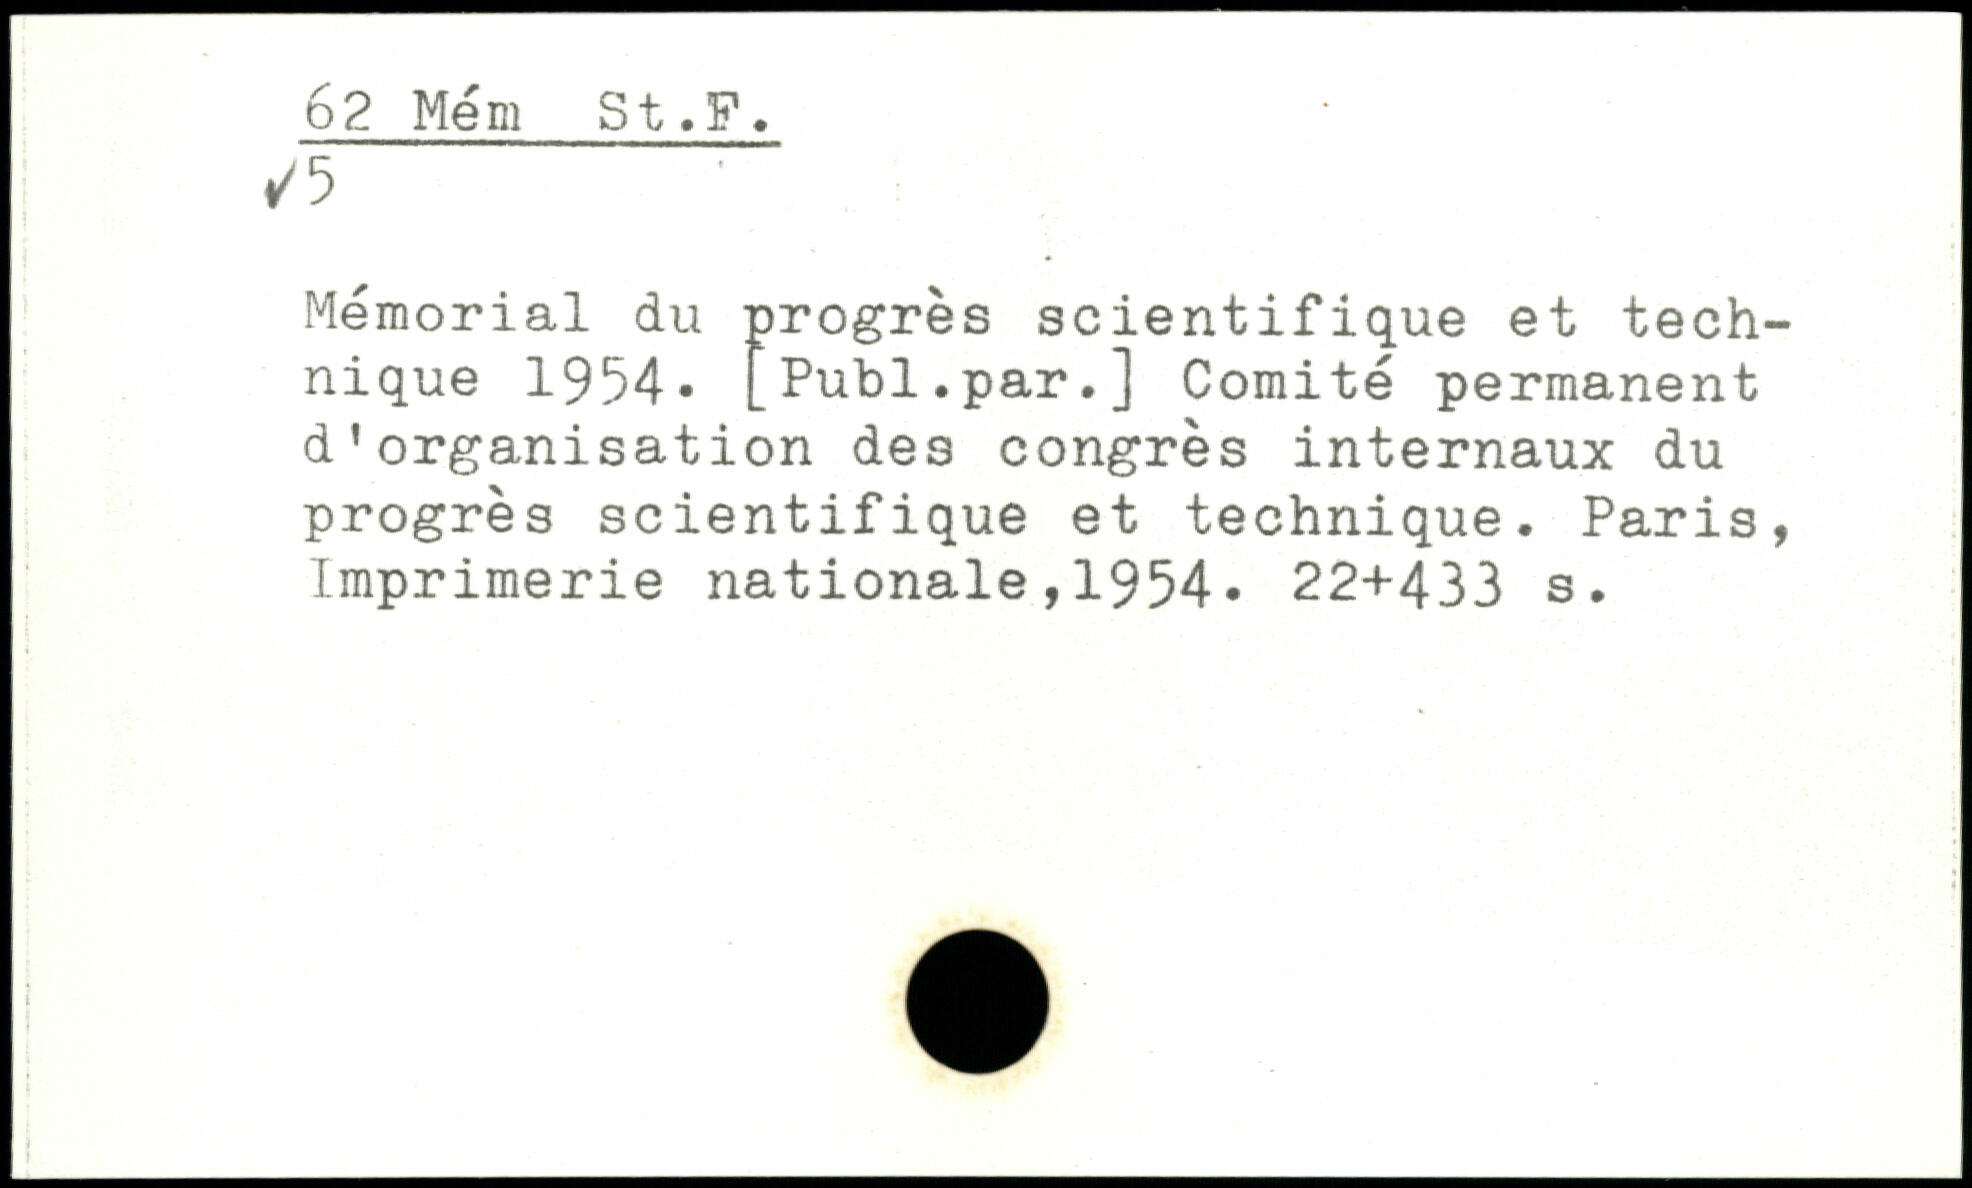 62 Mém St.F.
✓5
Mémorial du progrès scientifique et tech-
nique 1954. [Publ.par.] Comité permanent
d'organisation des congrès internaux du
progrès scientifique et technique. Paris,
Imprimerie nationale,1954. 22+433 s.